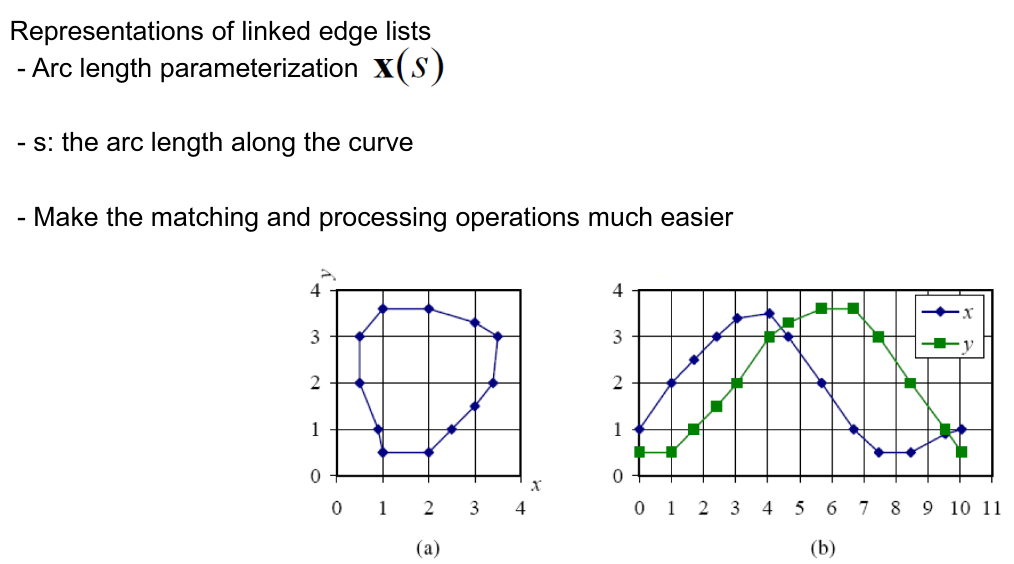 Representations of linked edge lists
- Arc length parameterization x(s)
- s: the arc length along the curve
- Make the matching and processing operations much easier
y
4
3
2
1
0
0 1 2 3 4
x
(a)
4
3
2
1
0
0 1 2 3 4 5 6 7 8 9 10 11
x
y
(b)